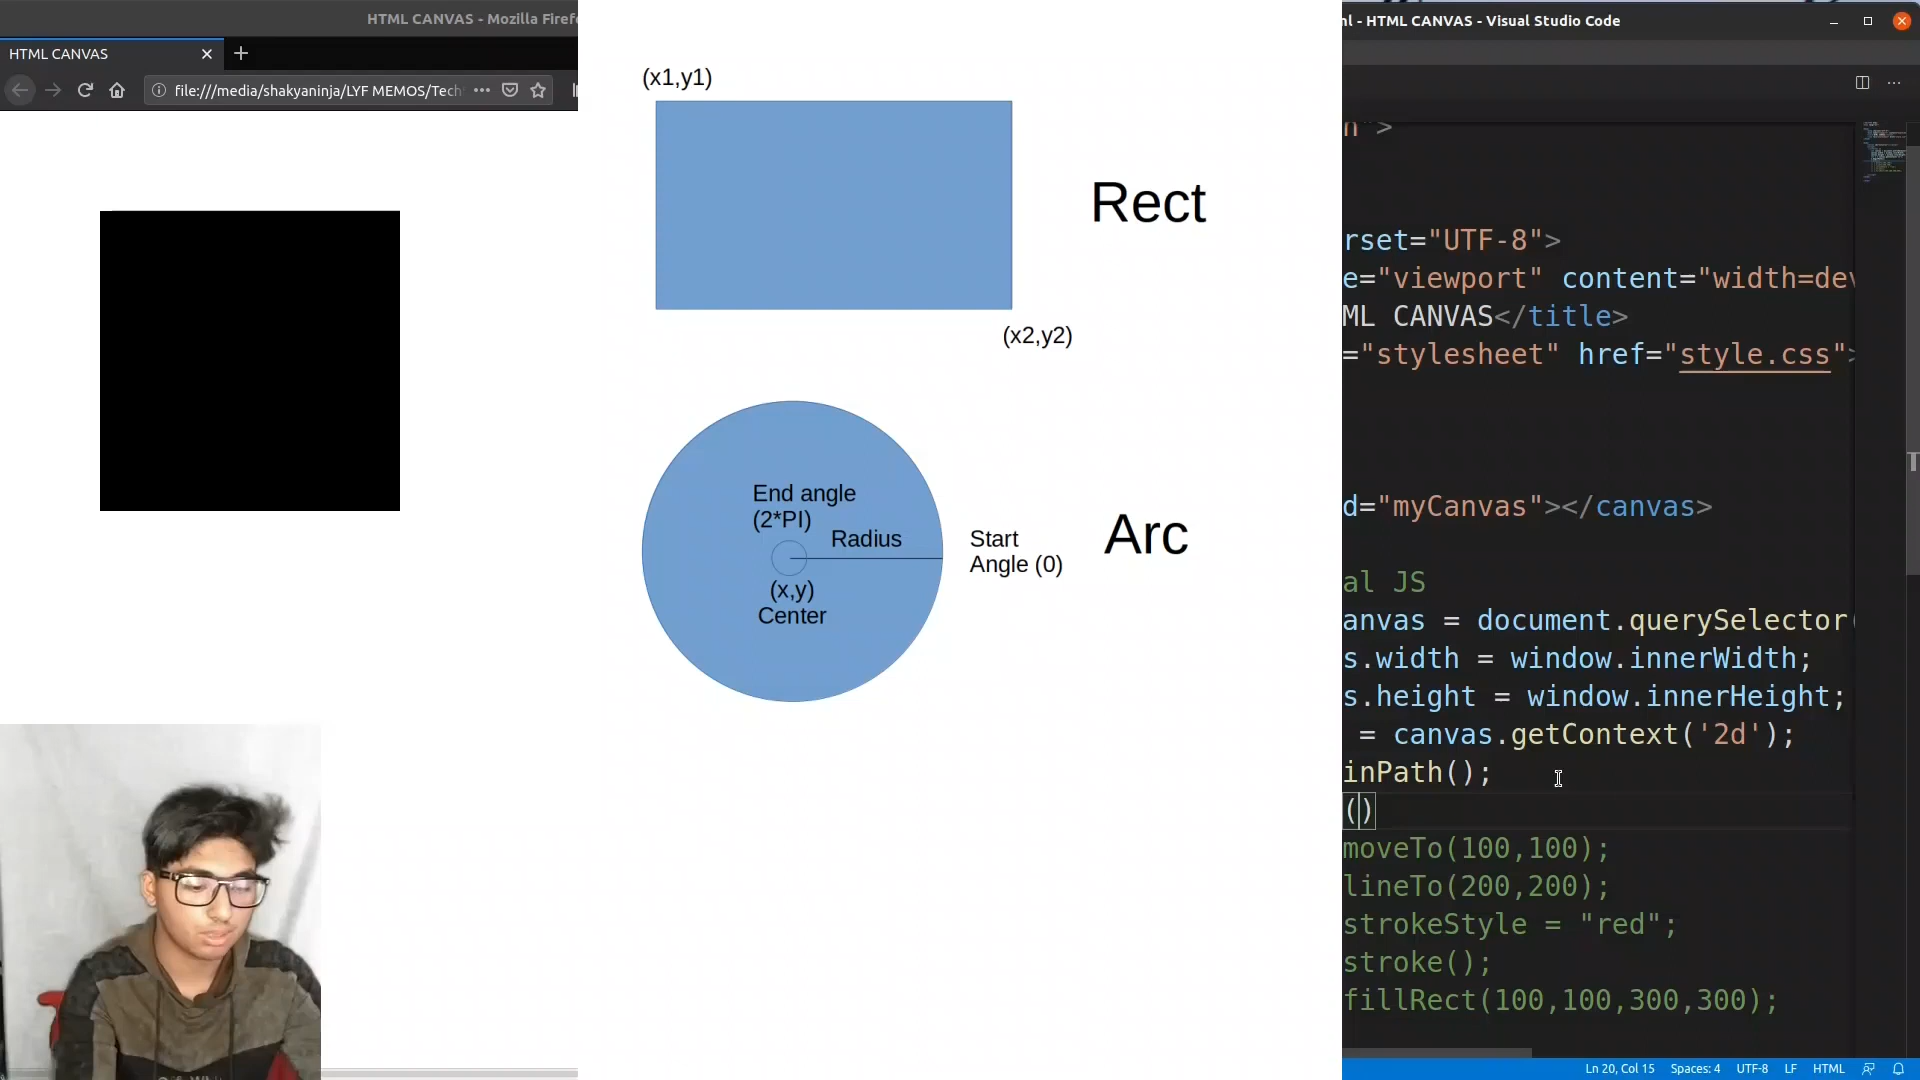 HTML CANVAS - Mozilla Firef
HTML CANVAS
file:///media/shakyaninja/LYF MEMOS/Tech
(x1,y1)
Rect
(x2,y2)
End angle
(2*PI)
Radius
Start
Angle (0)
(x,y)
Center
Arc
- HTML CANVAS - Visual Studio Code
">
rset="UTF-8">
e="viewport" content="width=dev
ML CANVAS</title>
="stylesheet" href="style.css">
d="myCanvas"></canvas>
al JS
anvas = document.querySelector(
s.width = window.innerWidth;
s.height = window.innerHeight;
= canvas.getContext('2d');
inPath();
()
moveTo(100,100);
lineTo(200,200);
strokeStyle = "red";
stroke();
fillRect(100,100,300,300);
Ln 20, Col 15 Spaces: 4 UTF-8 LF HTML